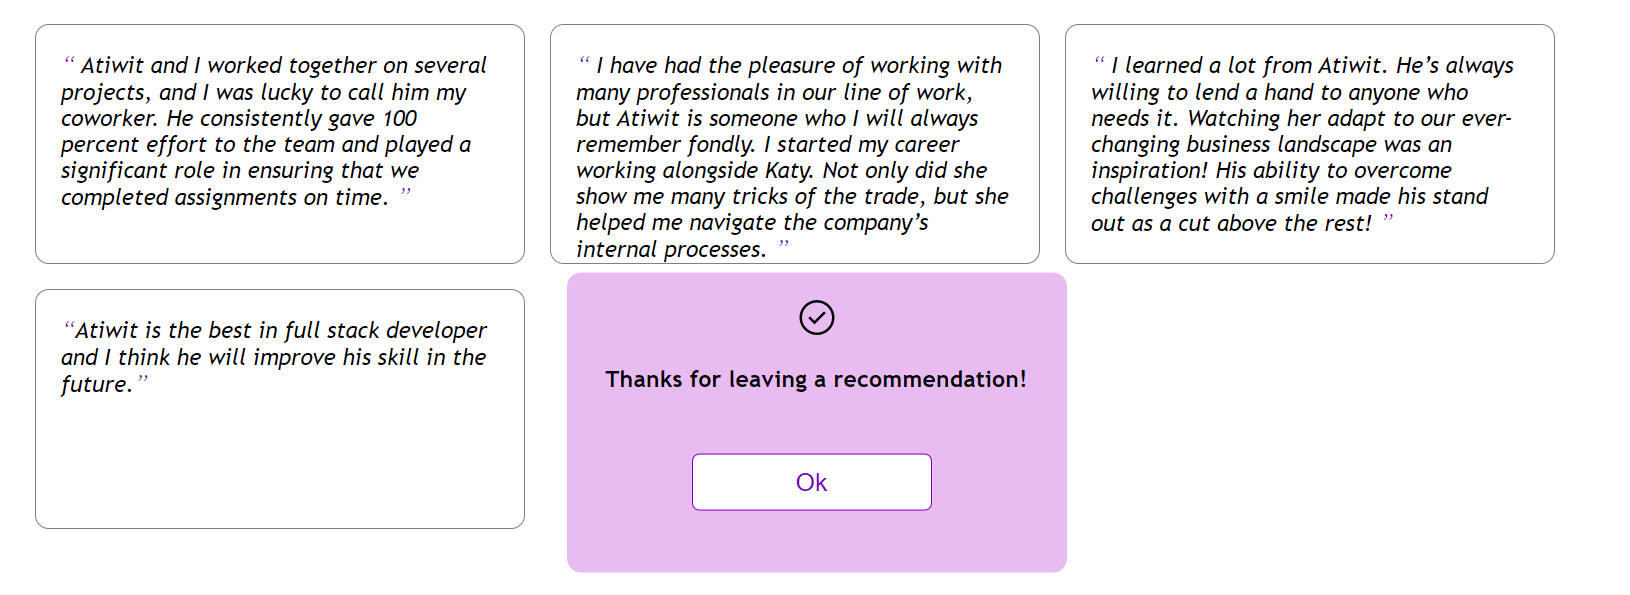 “ Atiwit and I worked together on several
projects, and I was lucky to call him my
coworker. He consistently gave 100
percent effort to the team and played a
significant role in ensuring that we
completed assignments on time. ”
“ I have had the pleasure of working with
many professionals in our line of work,
but Atiwit is someone who I will always
remember fondly. I started my career
working alongside Katy. Not only did she
show me many tricks of the trade, but she
helped me navigate the company’s
internal processes. ”
“ I learned a lot from Atiwit. He’s always
willing to lend a hand to anyone who
needs it. Watching her adapt to our ever-
changing business landscape was an
inspiration! His ability to overcome
challenges with a smile made his stand
out as a cut above the rest! ”
“Atiwit is the best in full stack developer
and I think he will improve his skill in the
future.”
Thanks for leaving a recommendation!
Ok